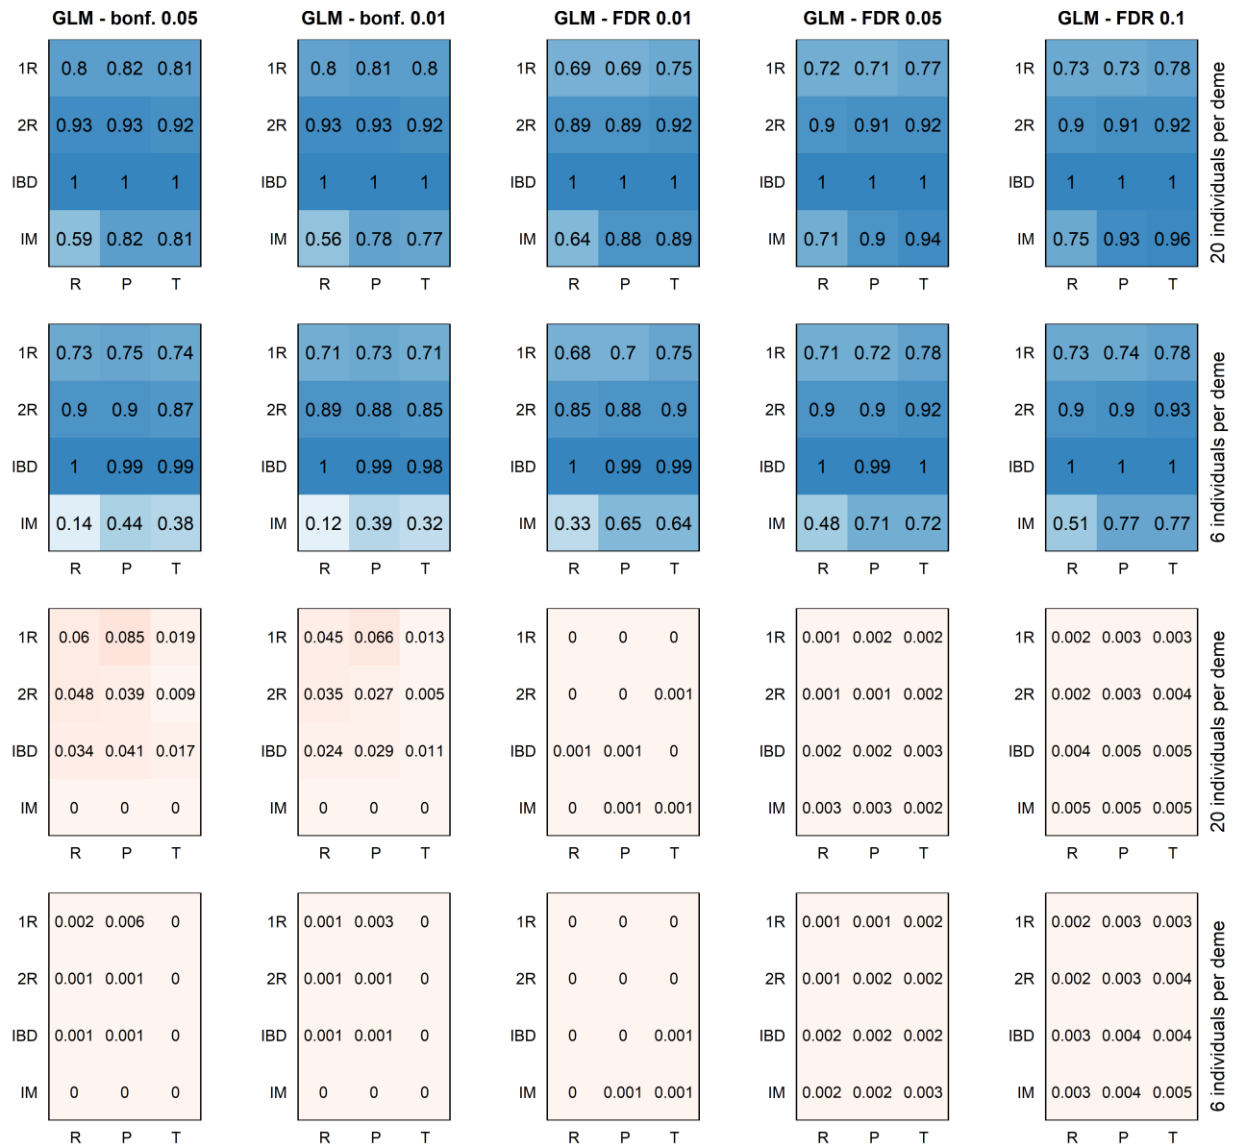 GLM - bonf. 0.05 GLM - bonf. 0.01 GLM - FDR 0.01 GLM - FDR 0.05 GLM - FDR 0.1
1R 0.8 0.82 0.81 1R 0.8 0.81 0.8 1R 0.69 0.69 0.75 1R 0.72 0.71 0.77 1R 0.73 0.73 0.78
2R 0.93 0.93 0.92 2R 0.93 0.93 0.92 2R 0.89 0.89 0.92 2R 0.9 0.91 0.92 2R 0.9 0.91 0.92
IBD 1 1 1 IBD 1 1 1 IBD 1 1 1 IBD 1 1 1 IBD 1 1 1
IM 0.59 0.82 0.81 IM 0.56 0.78 0.77 IM 0.64 0.88 0.89 IM 0.71 0.9 0.94 IM 0.75 0.93 0.96
R P T R P T R P T R P T R P T
20 individuals per deme
1R 0.73 0.75 0.74 1R 0.71 0.73 0.71 1R 0.68 0.7 0.75 1R 0.71 0.72 0.78 1R 0.73 0.74 0.78
2R 0.9 0.9 0.87 2R 0.89 0.88 0.85 2R 0.85 0.88 0.9 2R 0.9 0.9 0.92 2R 0.9 0.9 0.93
IBD 1 0.99 0.99 IBD 1 0.99 0.98 IBD 1 0.99 0.99 IBD 1 0.99 1 IBD 1 1 1
IM 0.14 0.44 0.38 IM 0.12 0.39 0.32 IM 0.33 0.65 0.64 IM 0.48 0.71 0.72 IM 0.51 0.77 0.77
R P T R P T R P T R P T R P T
6 individuals per deme
1R 0.06 0.085 0.019 1R 0.045 0.066 0.013 1R 0 0 0 1R 0.001 0.002 0.002 1R 0.002 0.003 0.003
2R 0.048 0.039 0.009 2R 0.035 0.027 0.005 2R 0 0 0.001 2R 0.001 0.001 0.002 2R 0.002 0.003 0.004
IBD 0.034 0.041 0.017 IBD 0.024 0.029 0.011 IBD 0.001 0.001 0 IBD 0.002 0.002 0.003 IBD 0.004 0.005 0.005
IM 0 0 0 IM 0 0 0 IM 0 0.001 0.001 IM 0.003 0.003 0.002 IM 0.005 0.005 0.005
R P T R P T R P T R P T R P T
20 individuals per deme
1R 0.002 0.006 0 1R 0.001 0.003 0 1R 0 0 0 1R 0.001 0.001 0.002 1R 0.002 0.003 0.003
2R 0.001 0.001 0 2R 0.001 0.001 0 2R 0 0 0 2R 0.001 0.002 0.002 2R 0.002 0.003 0.004
IBD 0.001 0.001 0 IBD 0.001 0.001 0 IBD 0 0 0.001 IBD 0.002 0.002 0.002 IBD 0.003 0.004 0.004
IM 0 0 0 IM 0 0 0 IM 0 0.001 0.001 IM 0.002 0.002 0.003 IM 0.003 0.004 0.005
R P T R P T R P T R P T R P T
6 individuals per deme